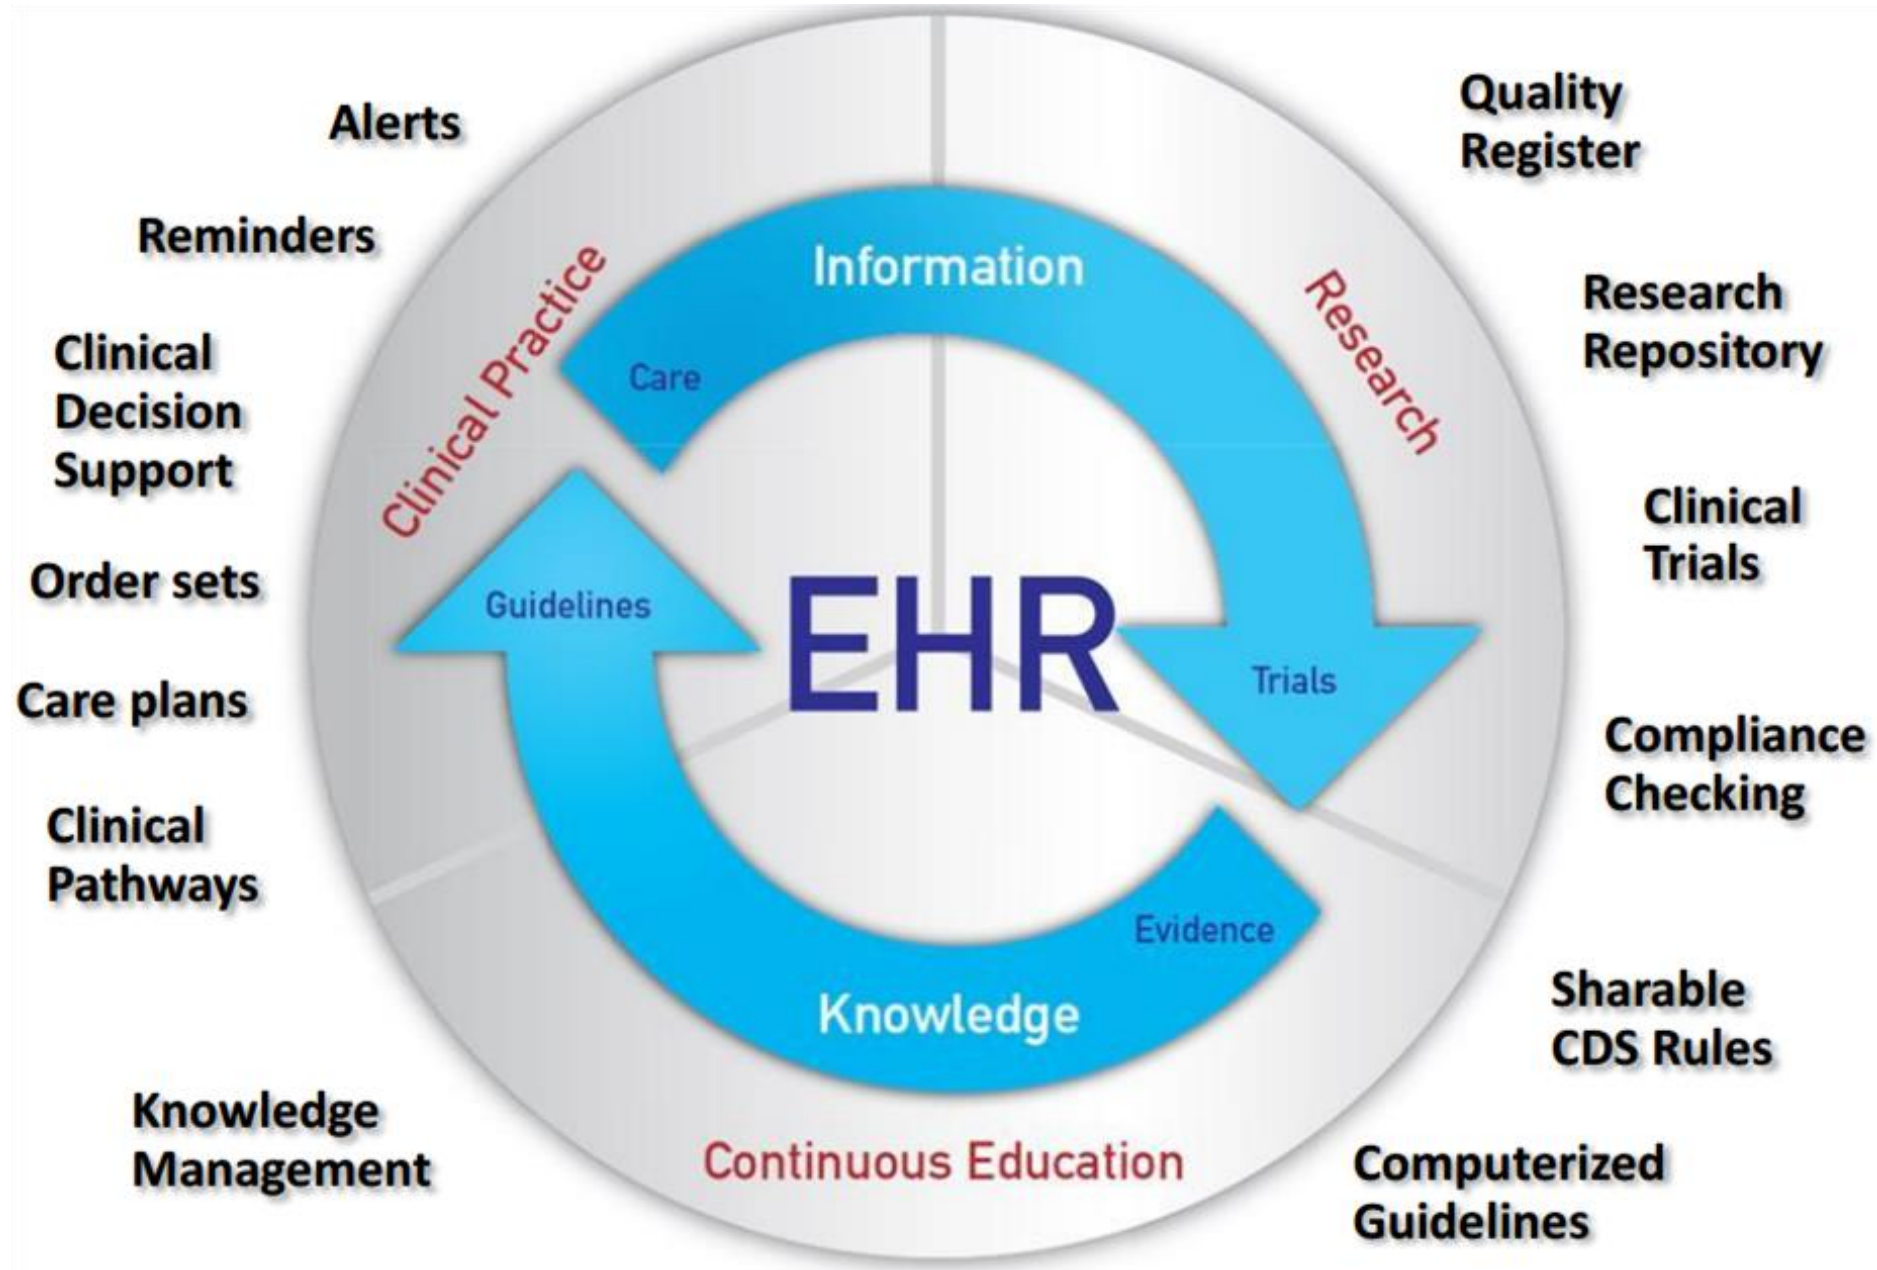 Alerts
Reminders
Clinical
Decision
Support
Order sets
Care plans
Clinical
Pathways
Knowledge
Management
Clinical Practice
Information
Care
Research
Guidelines
EHR
Trials
Evidence
Knowledge
Continuous Education
Quality
Register
Research
Repository
Clinical
Trials
Compliance
Checking
Sharable
CDS Rules
Computerized
Guidelines